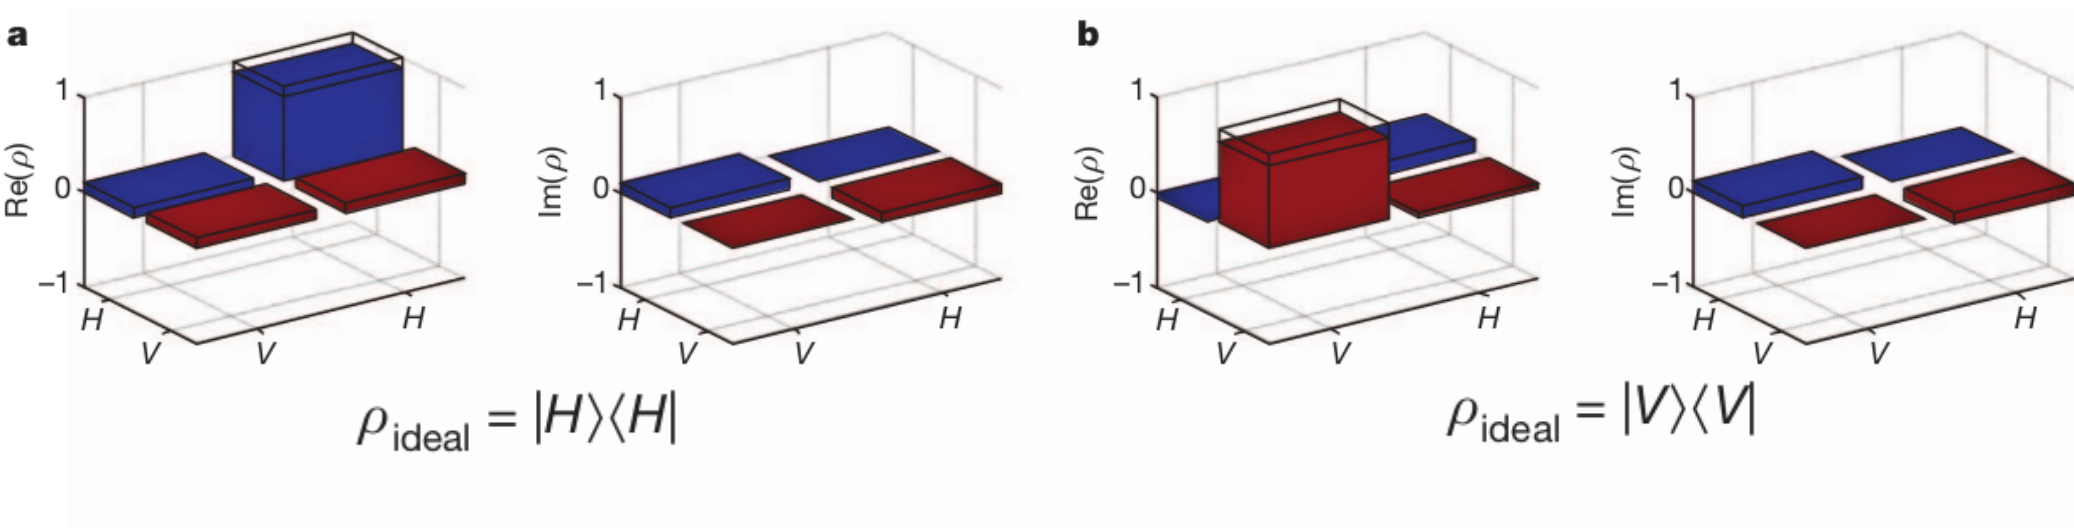 a
b
1
0
−1
Re(ρ)
H
V
V
H
1
0
−1
Im(ρ)
H
V
V
H
1
0
−1
Re(ρ)
H
V
V
H
1
0
−1
Im(ρ)
H
V
V
H
ρideal = |H⟩⟨H|
ρideal = |V⟩⟨V|